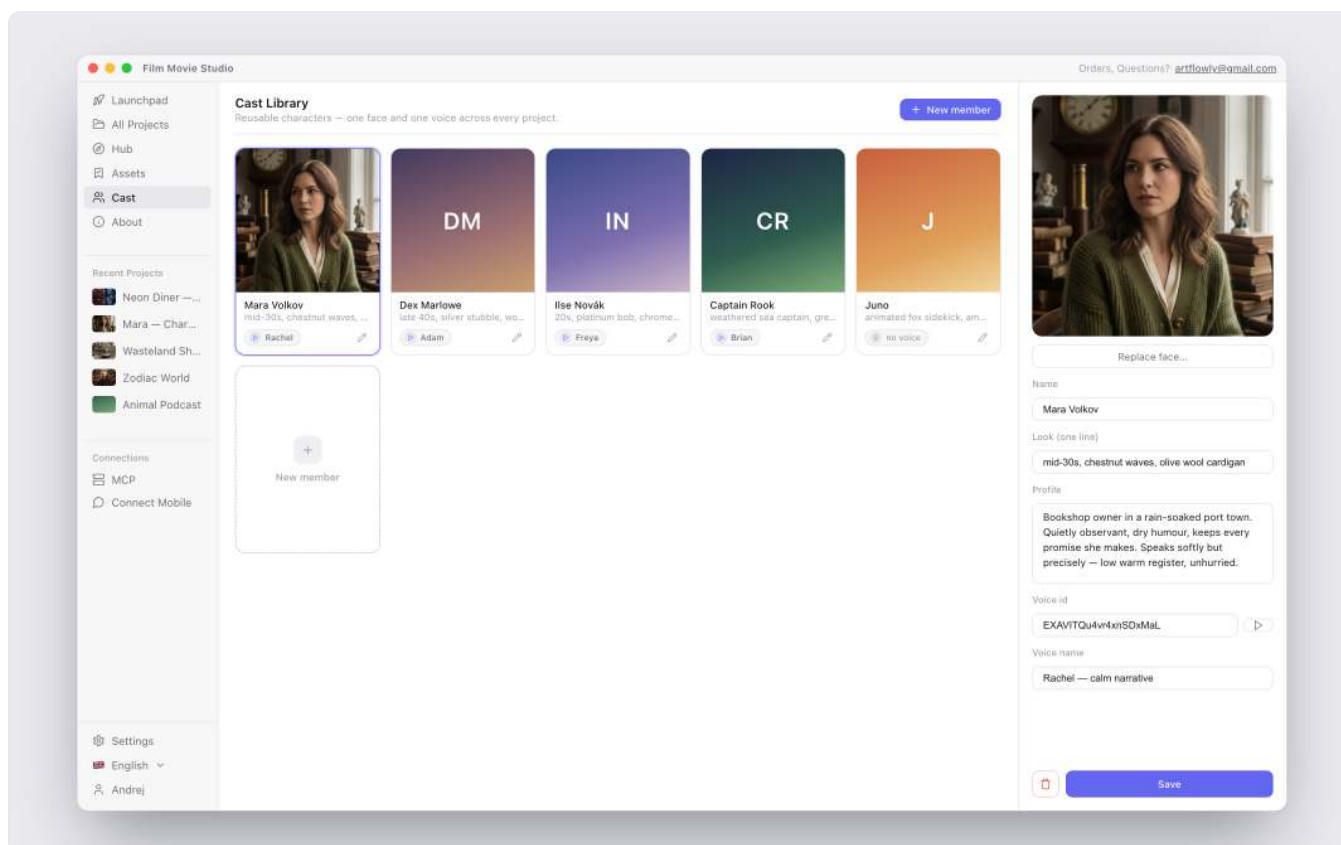 Film Movie Studio
Orders, Questions? artflowlv@gmail.com
Launchpad
All Projects
Hub
Assets
Cast
About
Recent Projects
Neon Diner —...
Mara — Char...
Wasteland Sh...
Zodiac World
Animal Podcast
Connections
MCP
Connect Mobile
Settings
English
Andrej
Cast Library
Reusable characters — one face and one voice across every project.
+ New member
Mara Volkov
mid-30s, chestnut waves, ...
Rachel
DM
Dex Marlowe
late 40s, silver stubble, wo...
Adam
IN
Ilse Novák
20s, platinum bob, chrome...
Freya
CR
Captain Rook
weathered sea captain, gre...
Brian
J
Juno
animated fox sidekick, am...
no voice
+
New member
Replace face...
Name
Mara Volkov
Look (one line)
mid-30s, chestnut waves, olive wool cardigan
Profile
Bookshop owner in a rain-soaked port town.
Quietly observant, dry humour, keeps every
promise she makes. Speaks softly but
precisely — low warm register, unhurried.
Voice id
EXAVITQu4vr4xnSDxMaL
Voice name
Rachel — calm narrative
Save